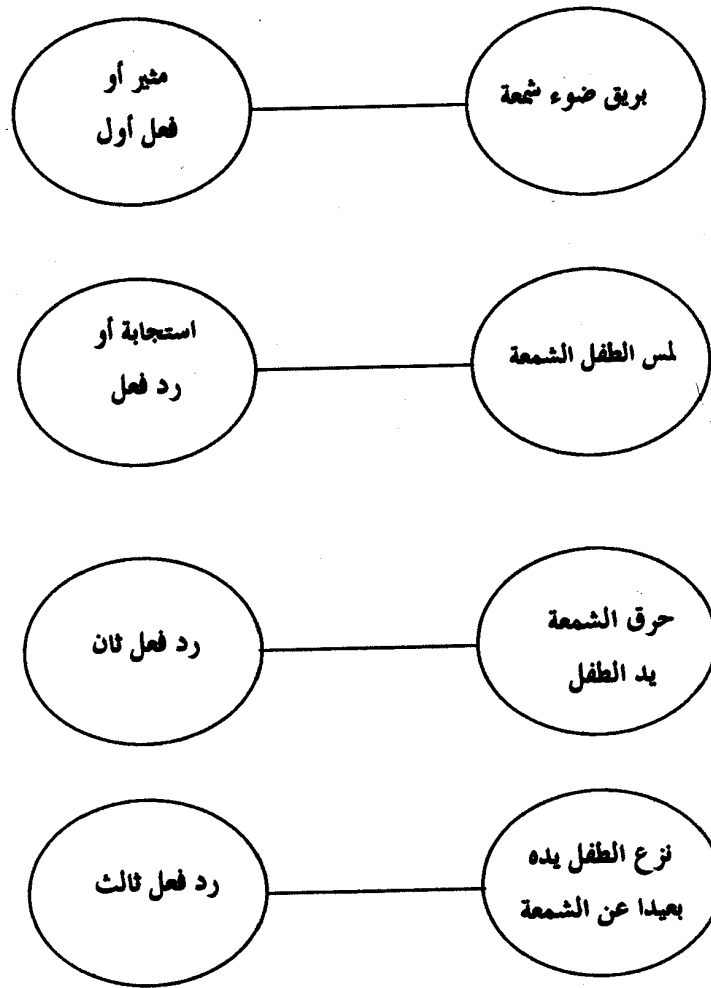 بريق ضوء شمعة
مثير أو
فعل أول
لمس الطفل الشمعة
استجابة أو
رد فعل
حرق الشمعة
يد الطفل
رد فعل ثان
نزع الطفل يده
بعيدا عن الشمعة
رد فعل ثالث